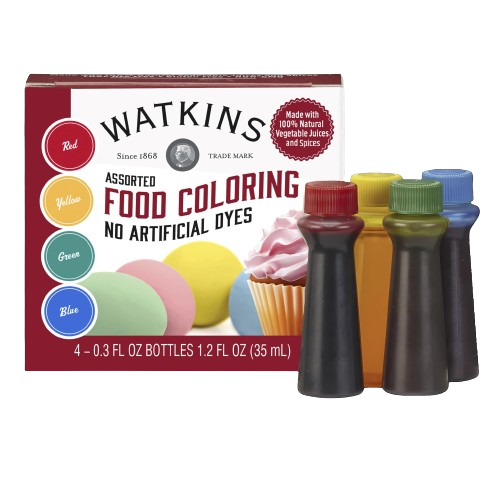 WATKINS
Since 1868 TRADE MARK
Made with
100% Natural
Vegetable Juices
and Spices
ASSORTED
FOOD COLORING
NO ARTIFICIAL DYES
Red
Yellow
Green
Blue
4 – 0.3 FL OZ BOTTLES 1.2 FL OZ (35 mL)